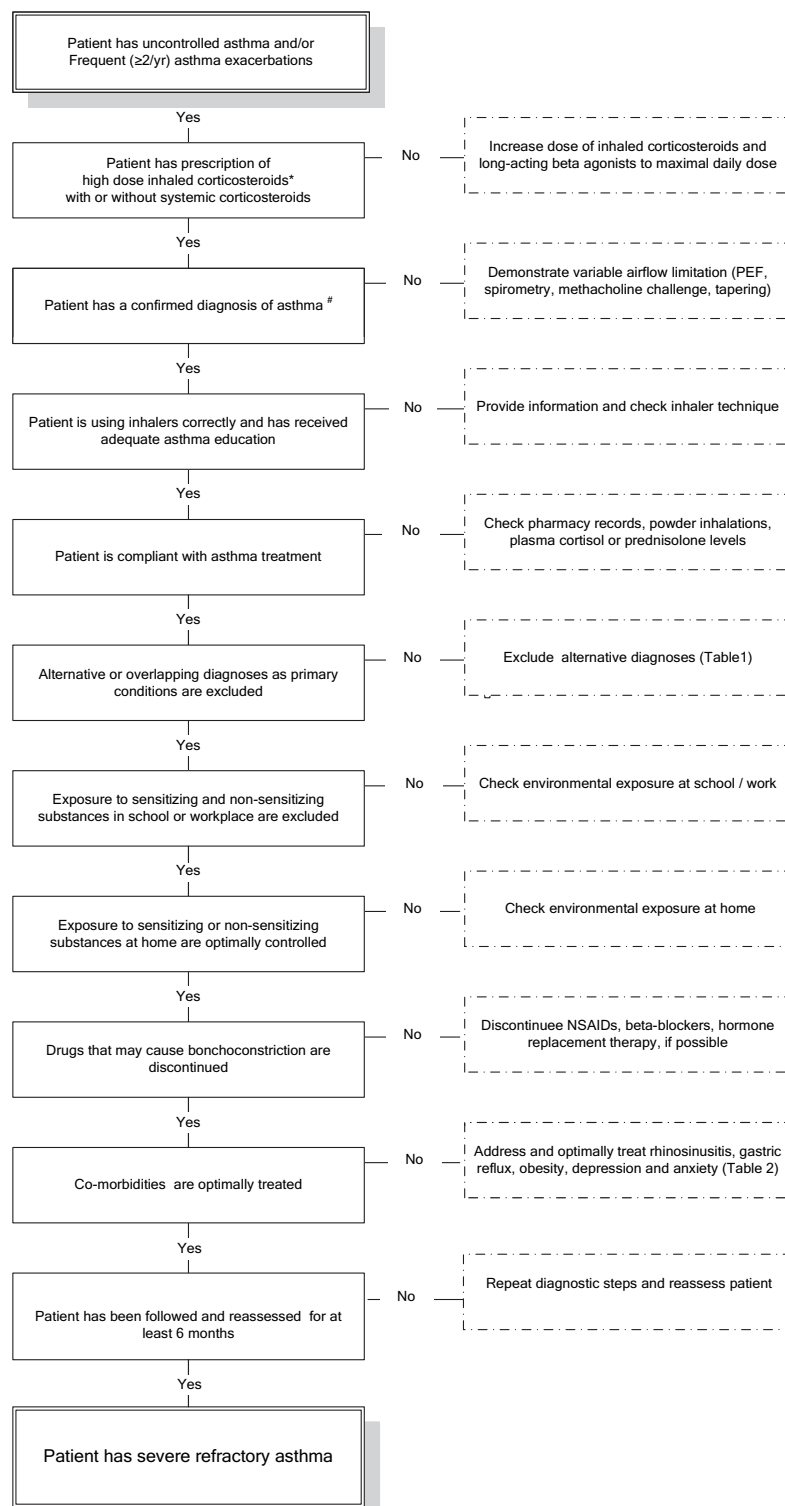 Patient has uncontrolled asthma and/or
Frequent (≥2/yr) asthma exacerbations
Yes
Patient has prescription of
high dose inhaled corticosteroids*
with or without systemic corticosteroids
No
Increase dose of inhaled corticosteroids and
long-acting beta agonists to maximal daily dose
Yes
Patient has a confirmed diagnosis of asthma #
No
Demonstrate variable airflow limitation (PEF,
spirometry, methacholine challenge, tapering)
Yes
Patient is using inhalers correctly and has received
adequate asthma education
No
Provide information and check inhaler technique
Yes
Patient is compliant with asthma treatment
No
Check pharmacy records, powder inhalations,
plasma cortisol or prednisolone levels
Yes
Alternative or overlapping diagnoses as primary
conditions are excluded
No
Exclude alternative diagnoses (Table1)
Yes
Exposure to sensitizing and non-sensitizing
substances in school or workplace are excluded
No
Check environmental exposure at school / work
Yes
Exposure to sensitizing or non-sensitizing
substances at home are optimally controlled
No
Check environmental exposure at home
Yes
Drugs that may cause bonchoconstriction are
discontinued
No
Discontinuee NSAIDs, beta-blockers, hormone
replacement therapy, if possible
Yes
Co-morbidities are optimally treated
No
Address and optimally treat rhinosinusitis, gastric
reflux, obesity, depression and anxiety (Table 2)
Yes
Patient has been followed and reassessed for at
least 6 months
No
Repeat diagnostic steps and reassess patient
Yes
Patient has severe refractory asthma